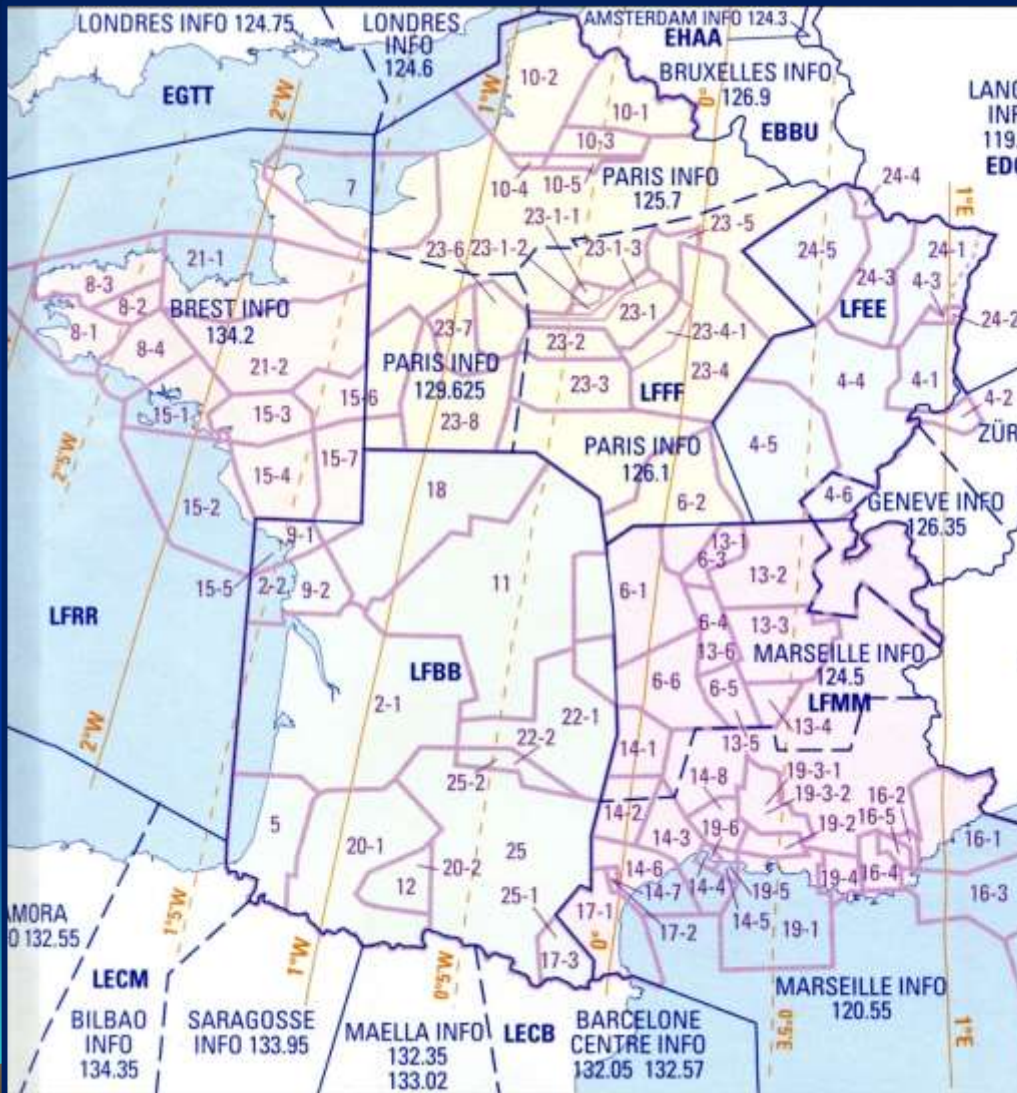 LONDRES INFO 124.75
LONDRES
INFO
124.6
AMSTERDAM INFO 124.3
EHAA
BRUXELLES INFO
126.9
EBBU
EGTT
2°W
1°W
0°
LANG
INF
119.
EDG
10-2
10-1
10-3
10-4
10-5
7
PARIS INFO
125.7
24-4
1°E
23-1-1
23-6
23-1-2
23-1-3
23-5
24-5
24-3
24-1
4-3
24-2
21-1
8-3
8-2
8-1
8-4
BREST INFO
134.2
21-2
23-7
23-1
23-2
23-4-1
23-3
23-4
LFEE
PARIS INFO
129.625
LFFF
4-4
4-1
4-2
ZÜR
15-1
15-3
15-6
23-8
2°5.W
15-4
15-7
15-2
18
PARIS INFO
126.1
4-5
6-2
4-6
GENEVE INFO
126.35
9-1
15-5
2-2
9-2
11
13-1
6-3
13-2
6-1
LFRR
6-4
13-3
13-6
MARSEILLE INFO
124.5
LFBB
2-1
6-6
6-5
LFMM
13-4
2°W
22-1
22-2
25-2
14-1
13-5
14-8
19-3-1
19-3-2
5
14-2
19-2
16-2
16-5
16-1
20-1
20-2
25
14-3
19-6
12
14-6
14-7
14-4
19-5
19-4
16-4
16-3
25-1
17-1
17-2
14-5
19-1
17-3
AMORA
O 132.55
1°5.W
1°W
0°5.W
0°
LECM
BILBAO
INFO
134.35
SARAGOSSE
INFO 133.95
MAELLA INFO
132.35
133.02
LECB
BARCELONE
CENTRE INFO
132.05 132.57
MARSEILLE INFO
120.55
1°E